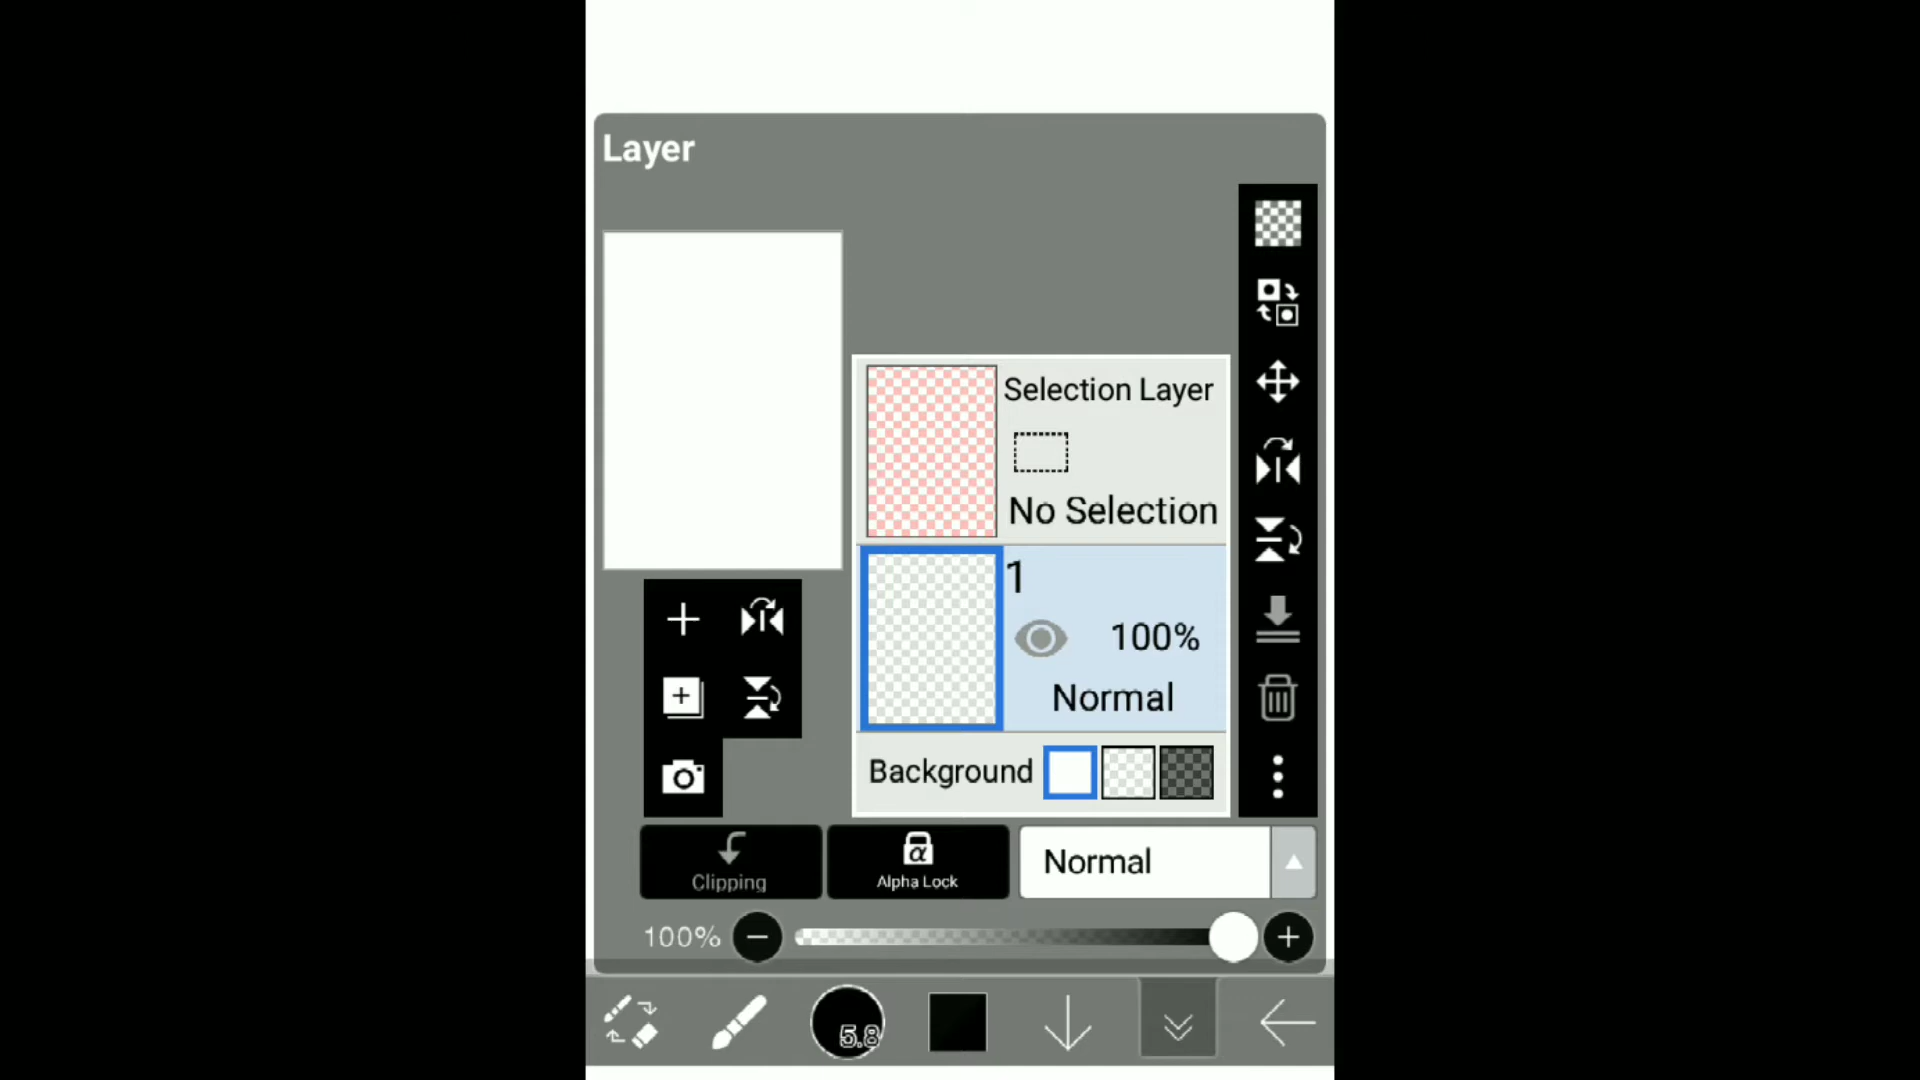 Layer
Selection Layer
No Selection
1
100%
Normal
Background
Clipping
α
Alpha Lock
Normal
100%
5.8